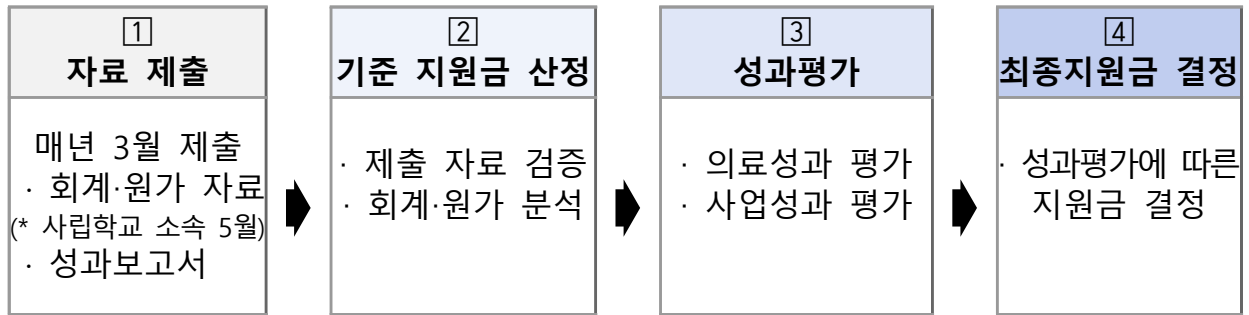 1
자료 제출
매년 3월 제출
· 회계·원가 자료
(* 사립학교 소속 5월)
· 성과보고서
2
기준 지원금 산정
· 제출 자료 검증
· 회계·원가 분석
3
성과평가
· 의료성과 평가
· 사업성과 평가
4
최종지원금 결정
· 성과평가에 따른
지원금 결정